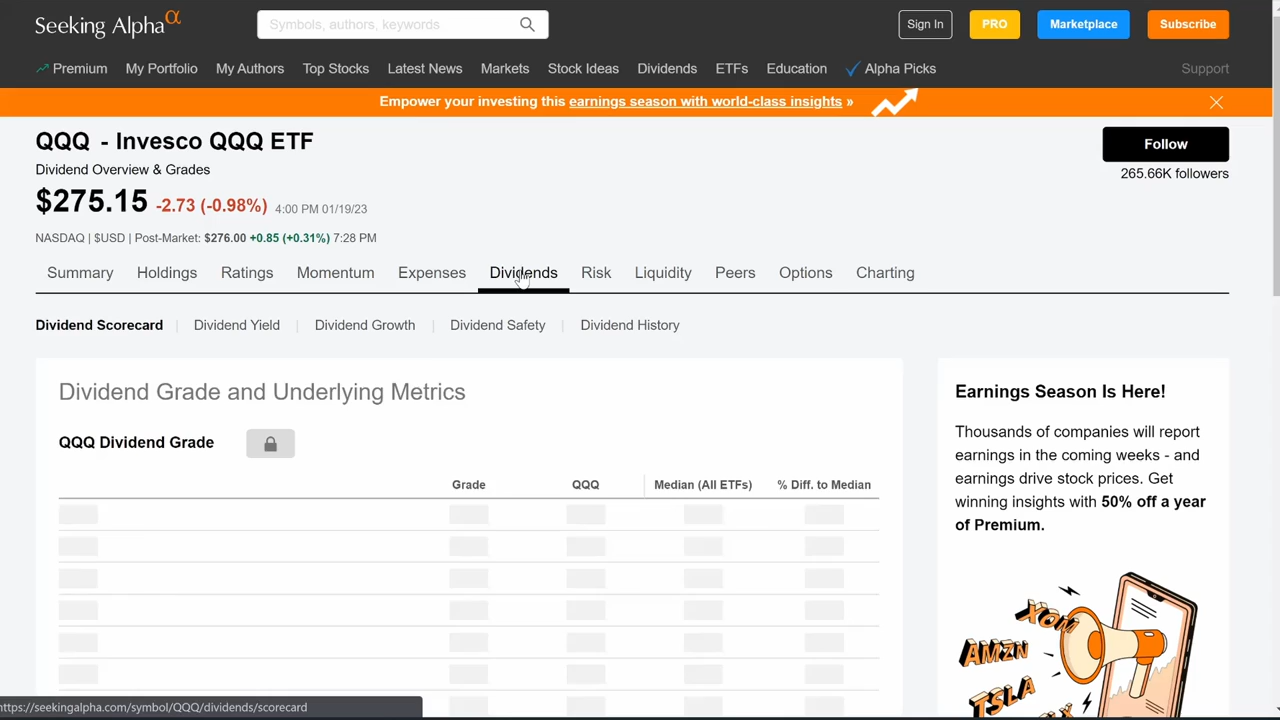 Seeking Alpha α
Symbols, authors, keywords
Sign In
PRO
Marketplace
Subscribe
Premium
My Portfolio
My Authors
Top Stocks
Latest News
Markets
Stock Ideas
Dividends
ETFs
Education
Alpha Picks
Support
Empower your investing this earnings season with world-class insights »
QQQ - Invesco QQQ ETF
Follow
Dividend Overview & Grades
265.66K followers
$275.15 -2.73 (-0.98%) 4:00 PM 01/19/23
NASDAQ | $USD | Post-Market: $276.00 +0.85 (+0.31%) 7:28 PM
Summary
Holdings
Ratings
Momentum
Expenses
Dividends
Risk
Liquidity
Peers
Options
Charting
Dividend Scorecard
Dividend Yield
Dividend Growth
Dividend Safety
Dividend History
Dividend Grade and Underlying Metrics
QQQ Dividend Grade
Grade
QQQ
Median (All ETFs)
% Diff. to Median
Earnings Season Is Here!
Thousands of companies will report
earnings in the coming weeks - and
earnings drive stock prices. Get
winning insights with 50% off a year
of Premium.
XOM
AMZN
TSLA
https://seekingalpha.com/symbol/QQQ/dividends/scorecard